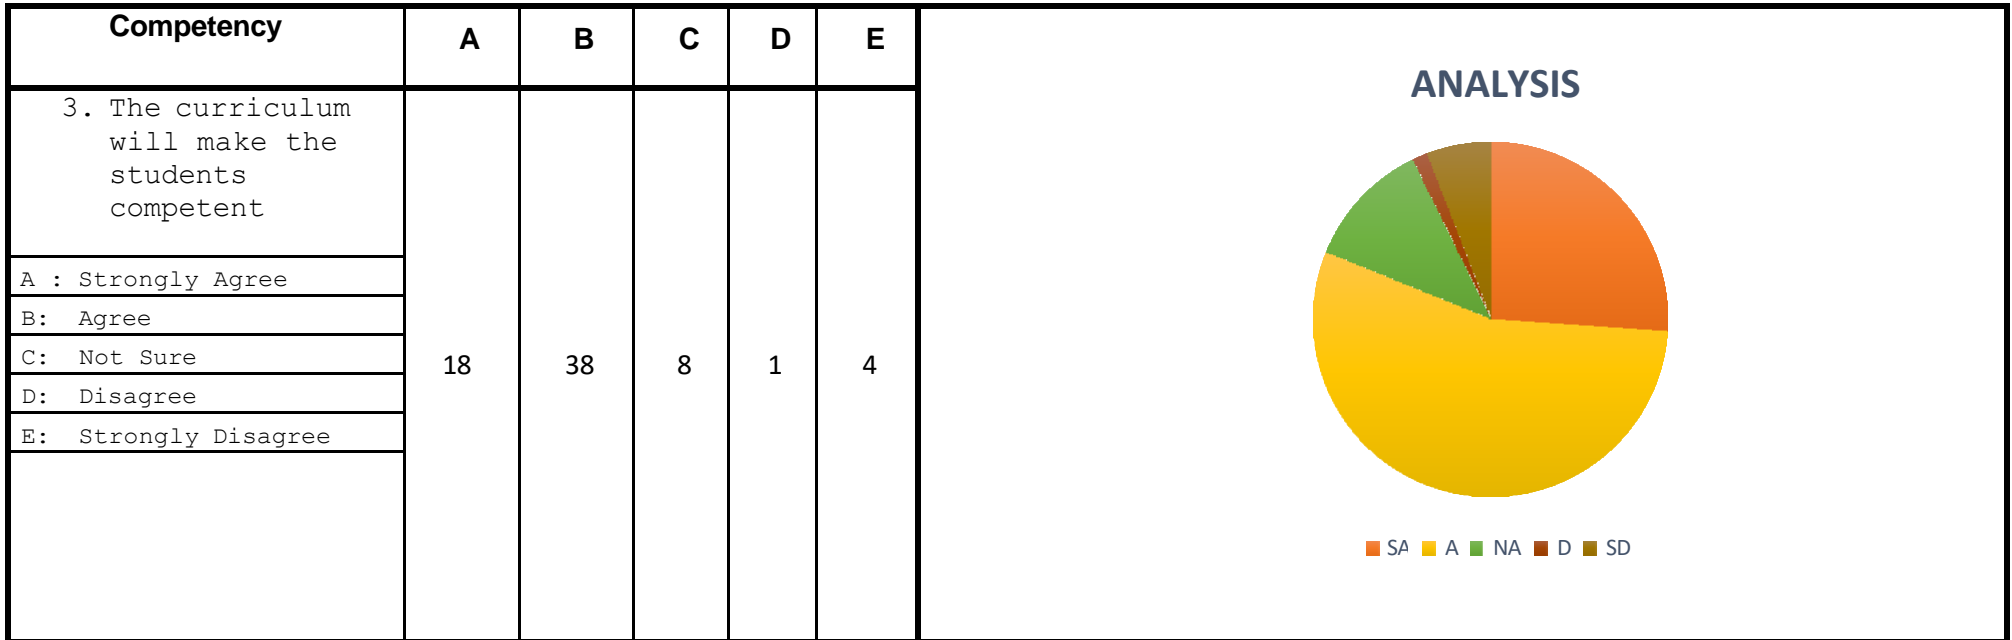 Competency A B C D E
3. The curriculum
will make the
students
competent
A : Strongly Agree
B: Agree
C: Not Sure
D: Disagree
E: Strongly Disagree
18 38 8 1 4
ANALYSIS
SA A NA D SD